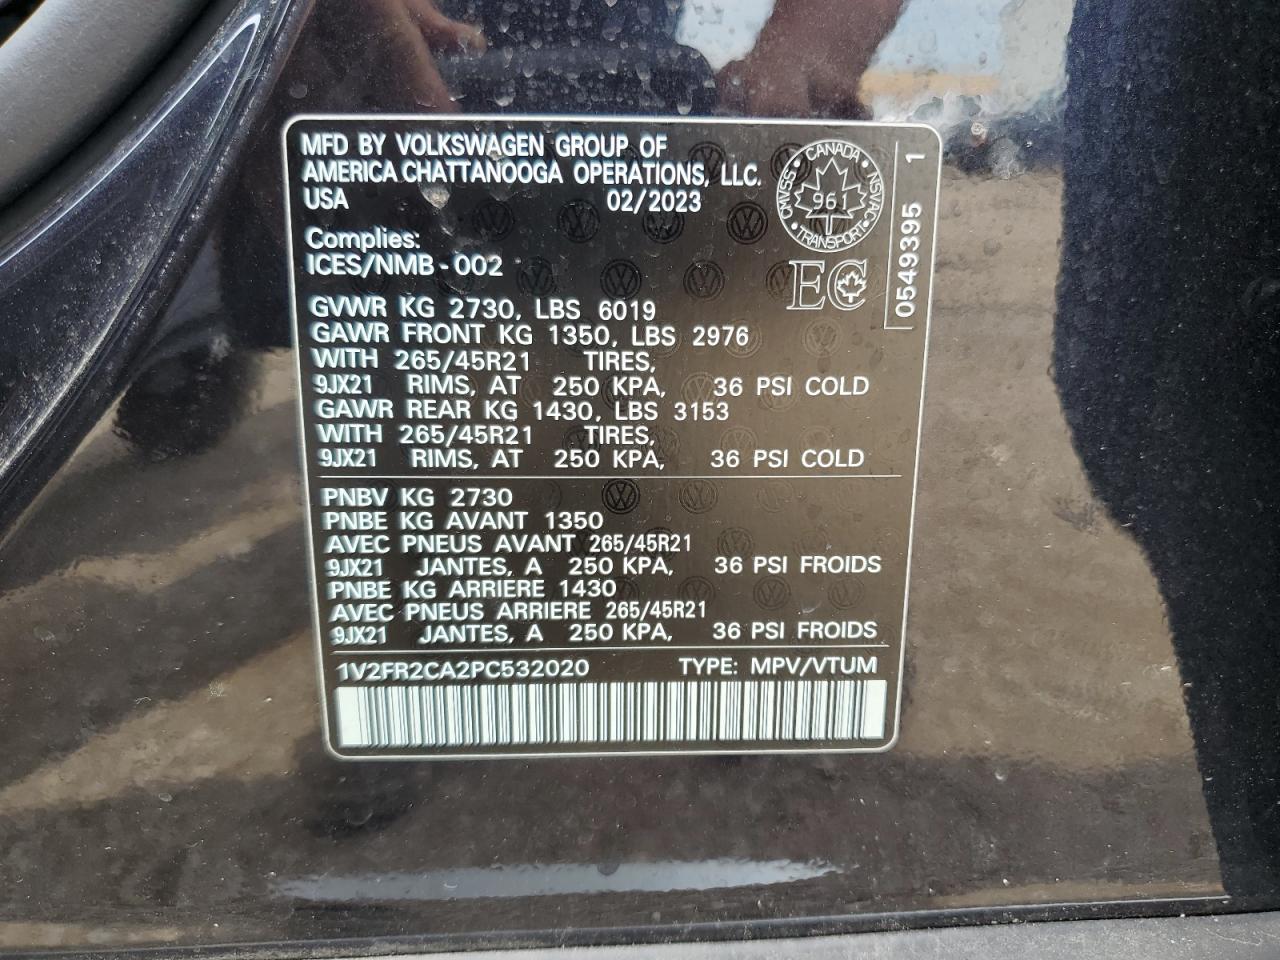 MFD BY VOLKSWAGEN GROUP OF
AMERICA CHATTANOOGA OPERATIONS, LLC.
USA 02/2023
CANADA
CMVSS • NSVAC
961
TRANSPORT
0549395 1
Complies:
ICES/NMB-002
EC
GVWR KG 2730, LBS 6019
GAWR FRONT KG 1350, LBS 2976
WITH 265/45R21 TIRES,
9JX21 RIMS, AT 250 KPA, 36 PSI COLD
GAWR REAR KG 1430, LBS 3153
WITH 265/45R21 TIRES,
9JX21 RIMS, AT 250 KPA, 36 PSI COLD
PNBV KG 2730
PNBE KG AVANT 1350
AVEC PNEUS AVANT 265/45R21
9JX21 JANTES, A 250 KPA, 36 PSI FROIDS
PNBE KG ARRIERE 1430
AVEC PNEUS ARRIERE 265/45R21
9JX21 JANTES, A 250 KPA, 36 PSI FROIDS
1V2FR2CA2PC532020 TYPE: MPV/VTUM